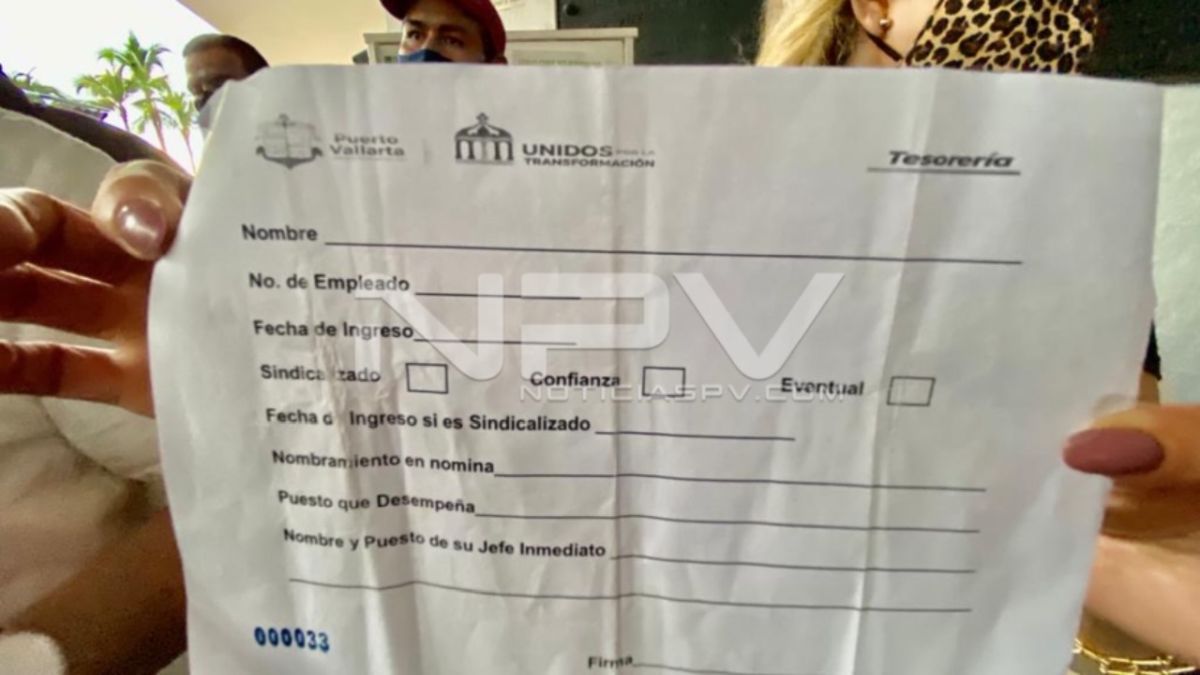 Puerto
Vallarta
UNIDOS POR LA
TRANSFORMACIÓN
Tesorería
Nombre
No. de Empleado
Fecha de Ingreso
NPV
NOTICIASPV.COM
Sindicalizado Confianza Eventual
Fecha d Ingreso si es Sindicalizado
Nombramiento en nomina
Puesto que Desempeña
Nombre y Puesto de su Jefe Inmediato
000033
Firma